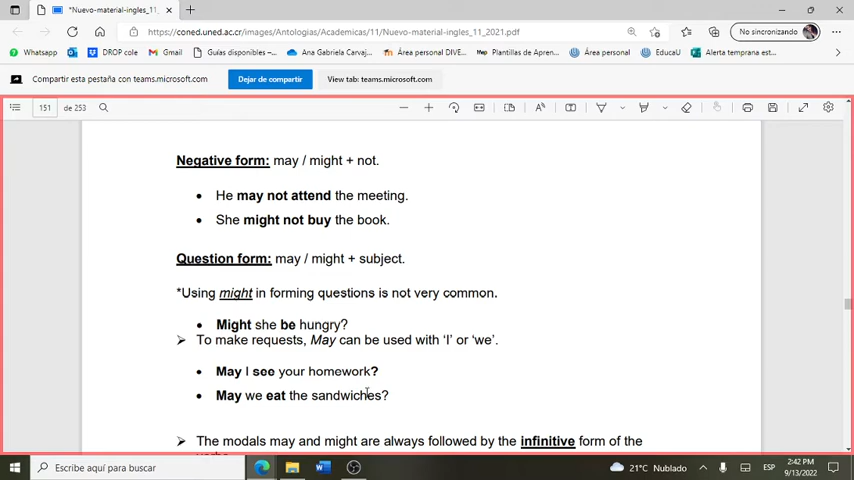 *Nuevo-material-ingles_11_2021
https://coned.uned.ac.cr/images/Antologias/Academicas/11/Nuevo-material-ingles_11_2021.pdf
No sincronizando
Whatsapp DROP cole Gmail Guías disponibles –... Ana Gabriela Carvaj... Área personal DIVE... Plantillas de Apren... Área personal EducaU Alerta temprana est...
Compartir esta pestaña con teams.microsoft.com Dejar de compartir View tab: teams.microsoft.com
151 de 253
Negative form: may / might + not.
• He may not attend the meeting.
• She might not buy the book.
Question form: may / might + subject.
*Using might in forming questions is not very common.
• Might she be hungry?
➢ To make requests, May can be used with ‘I’ or ‘we’.
• May I see your homework?
• May we eat the sandwiches?
➢ The modals may and might are always followed by the infinitive form of the
Escribe aquí para buscar
21°C Nublado
ESP
2:42 PM
9/13/2022